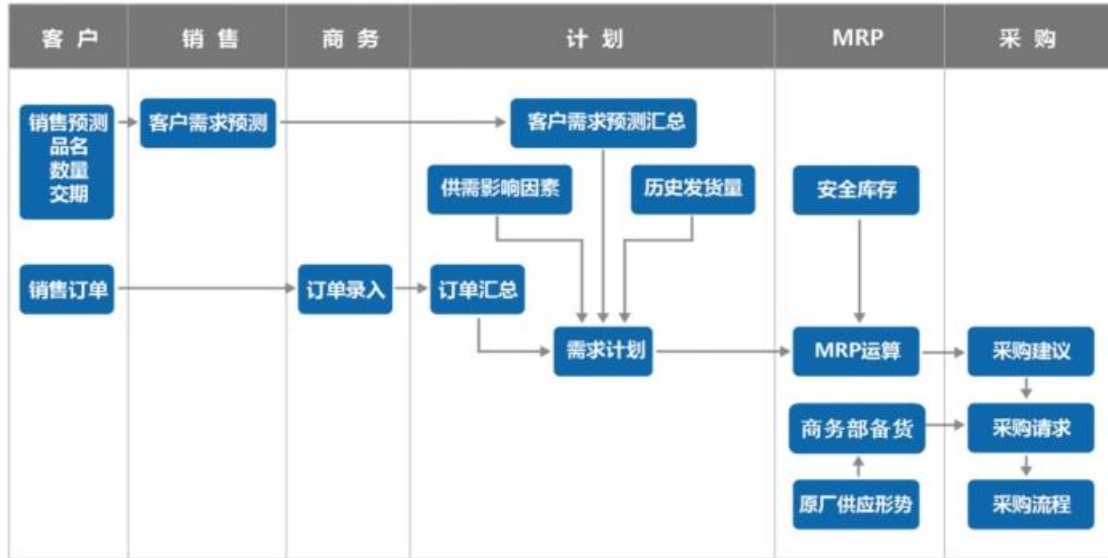 客 户
销 售
商 务
计 划
MRP
采 购
销售预测
品名
数量
交期
客户需求预测
客户需求预测汇总
供需影响因素
历史发货量
安全库存
销售订单
订单录入
订单汇总
需求计划
MRP运算
采购建议
商务部备货
采购请求
原厂供应形势
采购流程